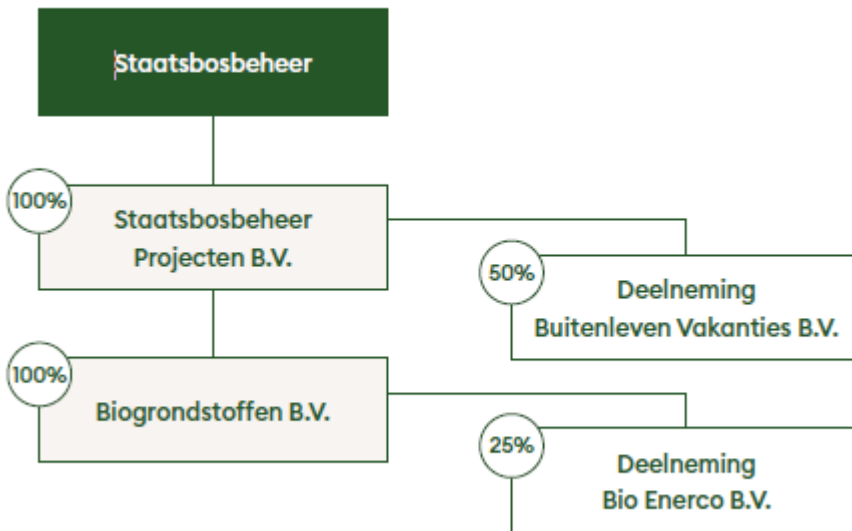 Staatsbosbeheer
100%
Staatsbosbeheer
Projecten B.V.
50%
Deelneming
Buitenleven Vakanties B.V.
100%
Biogrondstoffen B.V.
25%
Deelneming
Bio Enerco B.V.